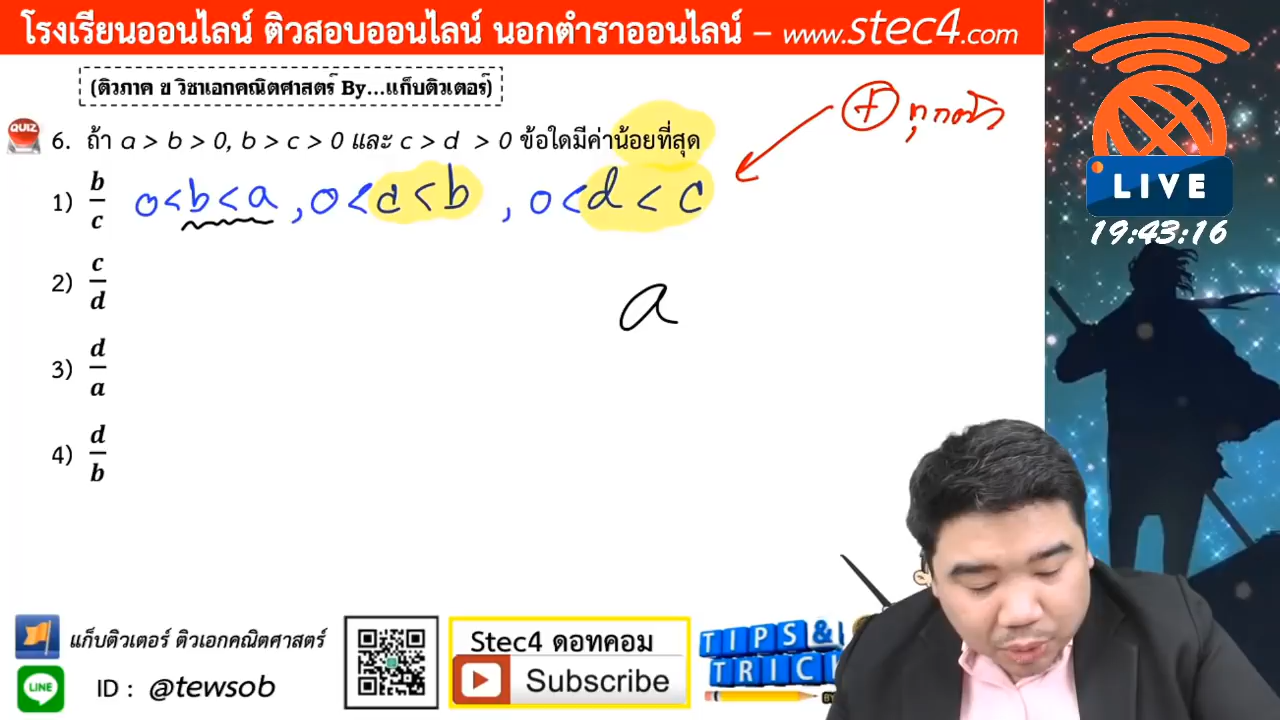 โรงเรียนออนไลน์ ติวสอบออนไลน์ นอกตำราออนไลน์ – www.stec4.com
(ติวภาค ข วิชาเอกคณิตศาสตร์ By...แก็บติวเตอร์)
+ ทุกตัว
QUIZ
6. ถ้า a > b > 0, b > c > 0 และ c > d > 0 ข้อใดมีค่าน้อยที่สุด
1) b/c 0 < b < a , 0 < c < b , 0 < d < c
LIVE
19:43:16
2) c/d
a
3) d/a
4) d/b
แก็บติวเตอร์ ติวเอกคณิตศาสตร์
LINE
ID : @tewsob
Stec4 ดอทคอม
Subscribe
TIPS &
TRIC